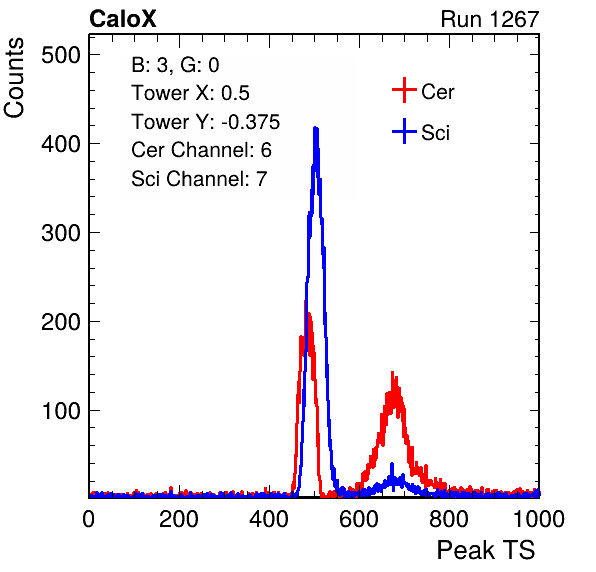 CaloX Run 1267
Counts
500
400
300
200
100
B: 3, G: 0
Tower X: 0.5
Tower Y: -0.375
Cer Channel: 6
Sci Channel: 7
Cer
Sci
0 200 400 600 800 1000
Peak TS